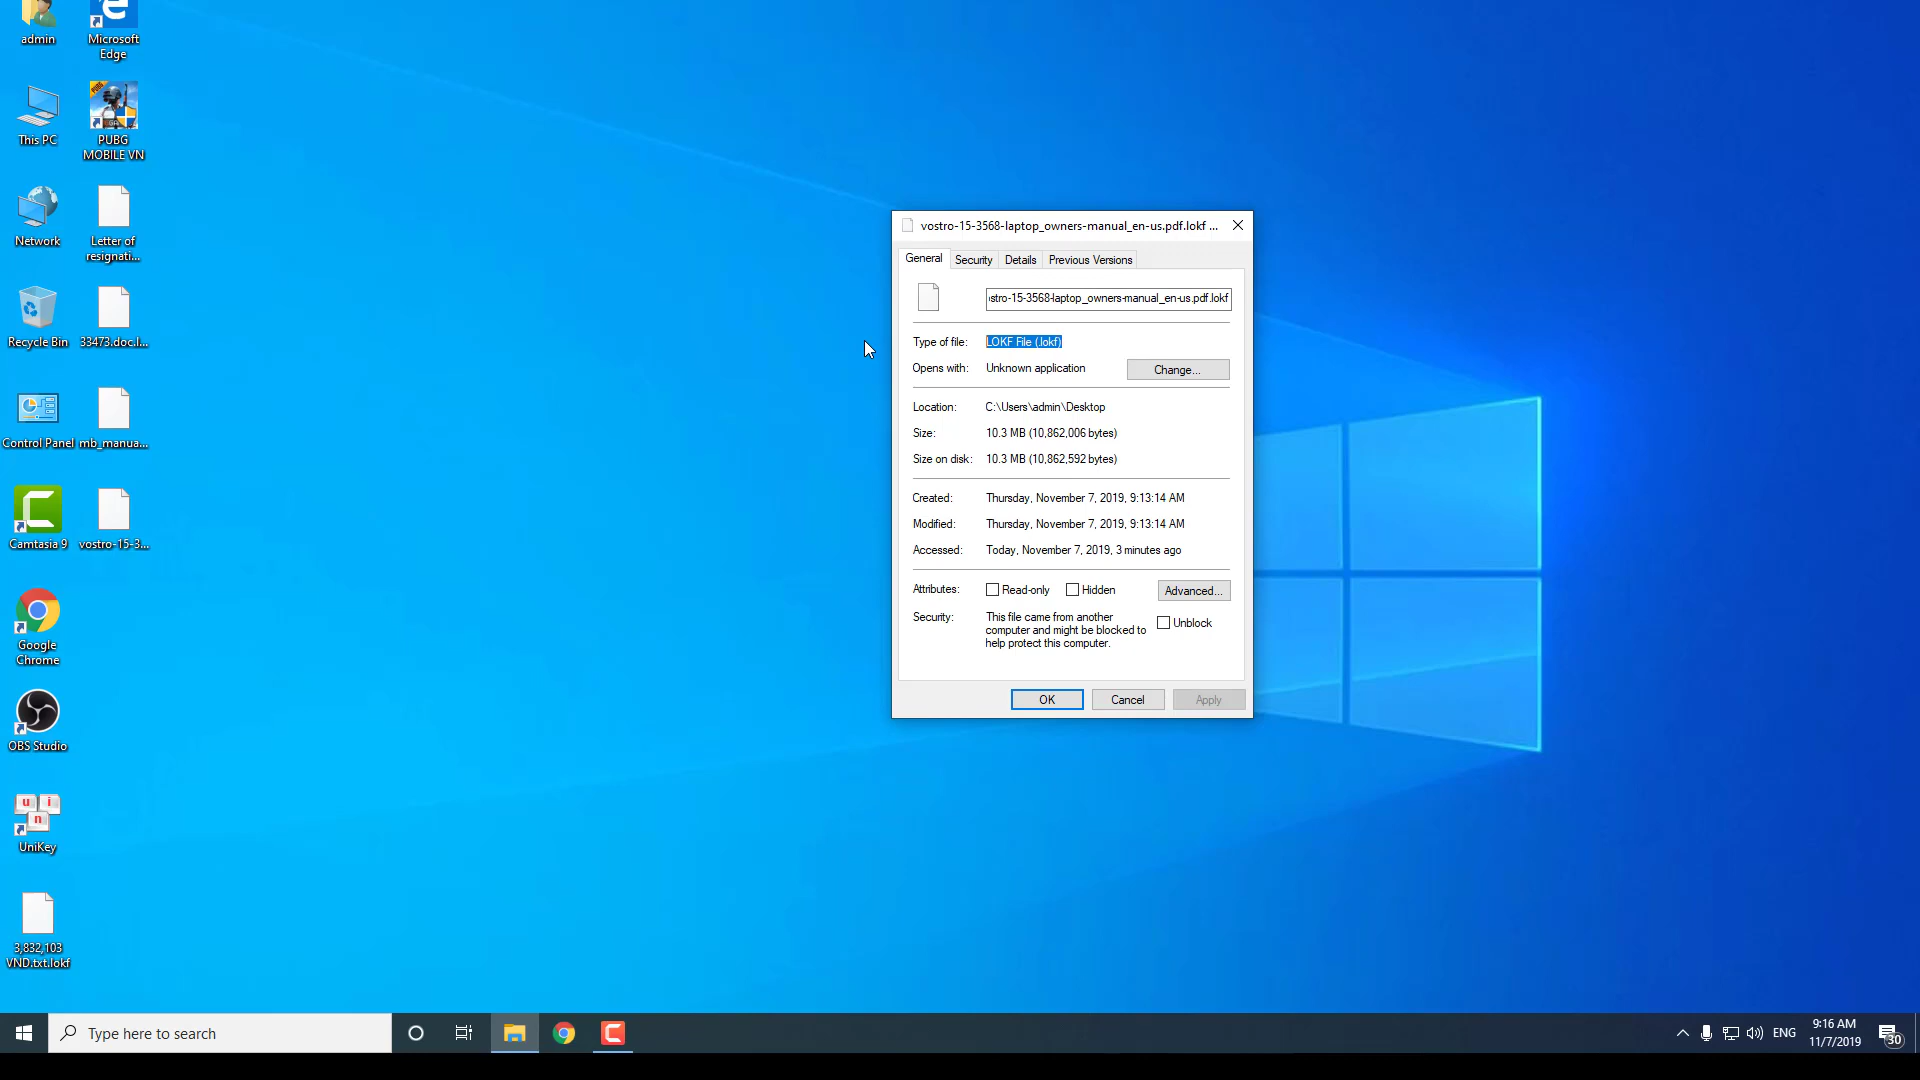 admin
Microsoft
Edge
This PC
PUBG
MOBILE VN
Network
Letter of
resignati...
Recycle Bin
33473.doc.l...
Control Panel
mb_manua...
Camtasia 9
vostro-15-3...
Google
Chrome
OBS Studio
UniKey
3,832,103
VND.txt.lokf
vostro-15-3568-laptop_owners-manual_en-us.pdf.lokf ...
General Security Details Previous Versions
stro-15-3568-laptop_owners-manual_en-us.pdf.lokf
Type of file: LOKF File (.lokf)
Opens with: Unknown application Change...
Location: C:\Users\admin\Desktop
Size: 10.3 MB (10,862,006 bytes)
Size on disk: 10.3 MB (10,862,592 bytes)
Created: Thursday, November 7, 2019, 9:13:14 AM
Modified: Thursday, November 7, 2019, 9:13:14 AM
Accessed: Today, November 7, 2019, 3 minutes ago
Attributes: Read-only Hidden Advanced...
Security: This file came from another
computer and might be blocked to
help protect this computer.
Unblock
OK Cancel Apply
Type here to search
ENG
9:16 AM
11/7/2019
30